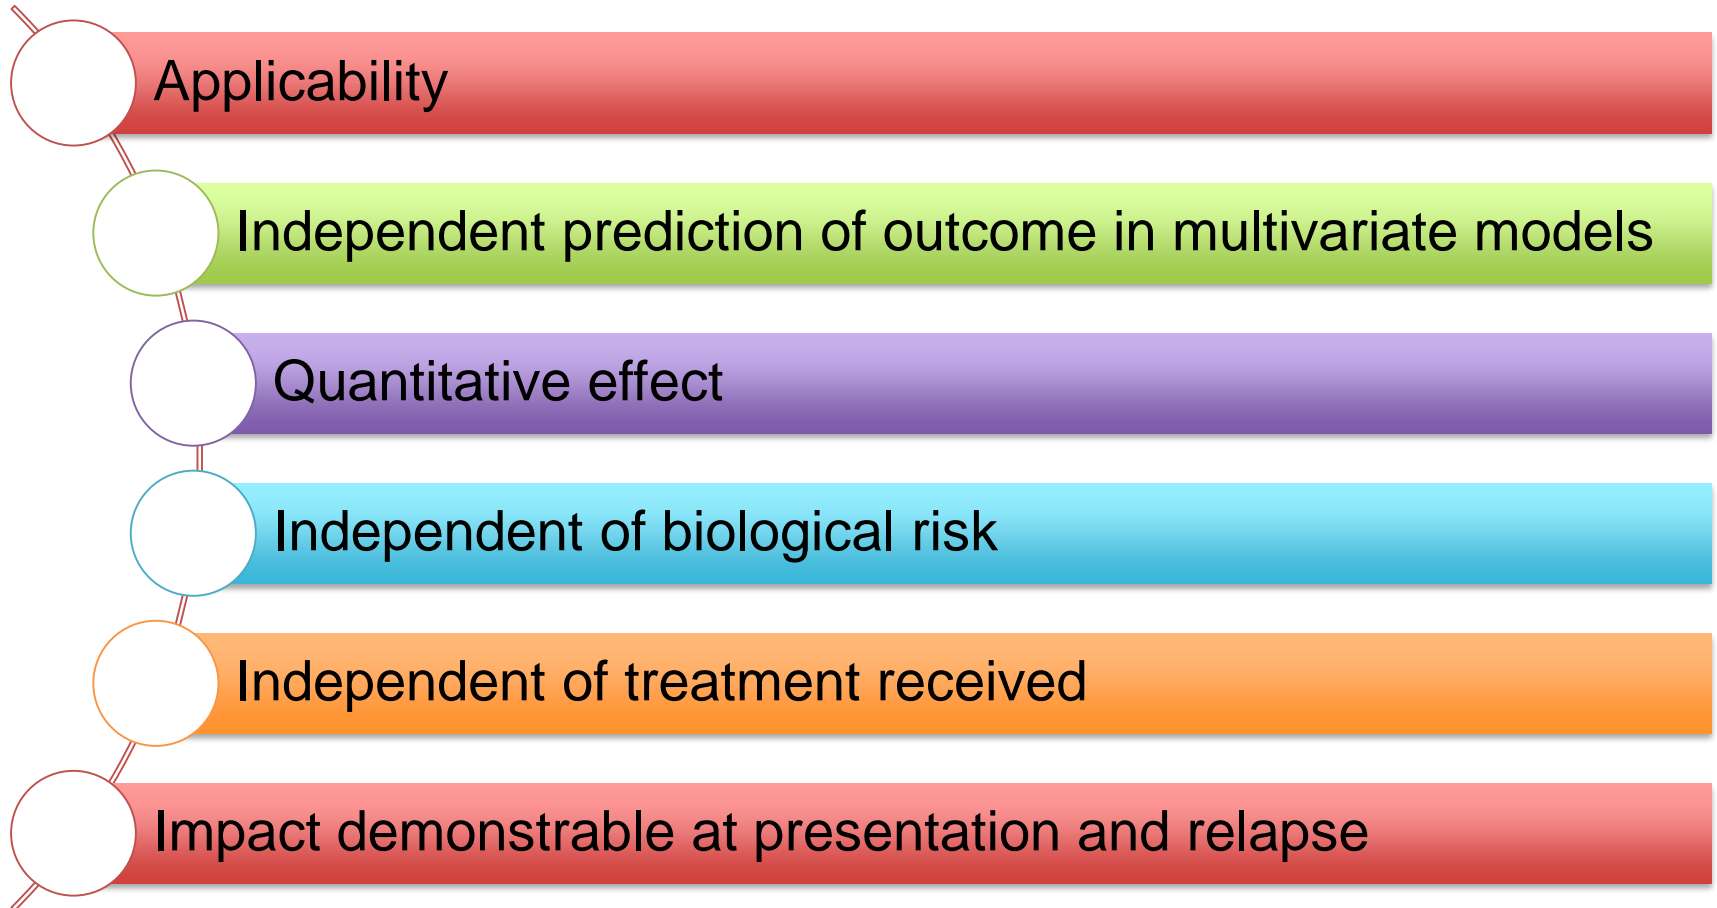 Applicability
Independent prediction of outcome in multivariate models
Quantitative effect
Independent of biological risk
Independent of treatment received
Impact demonstrable at presentation and relapse